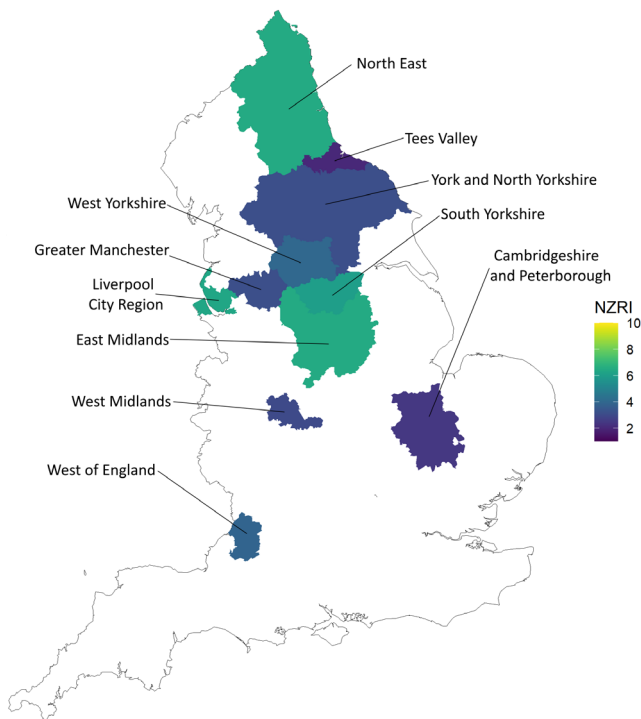 North East
Tees Valley
York and North Yorkshire
West Yorkshire
South Yorkshire
Greater Manchester
Cambridgeshire
and Peterborough
Liverpool
City Region
NZRI
10
8
6
4
2
East Midlands
West Midlands
West of England